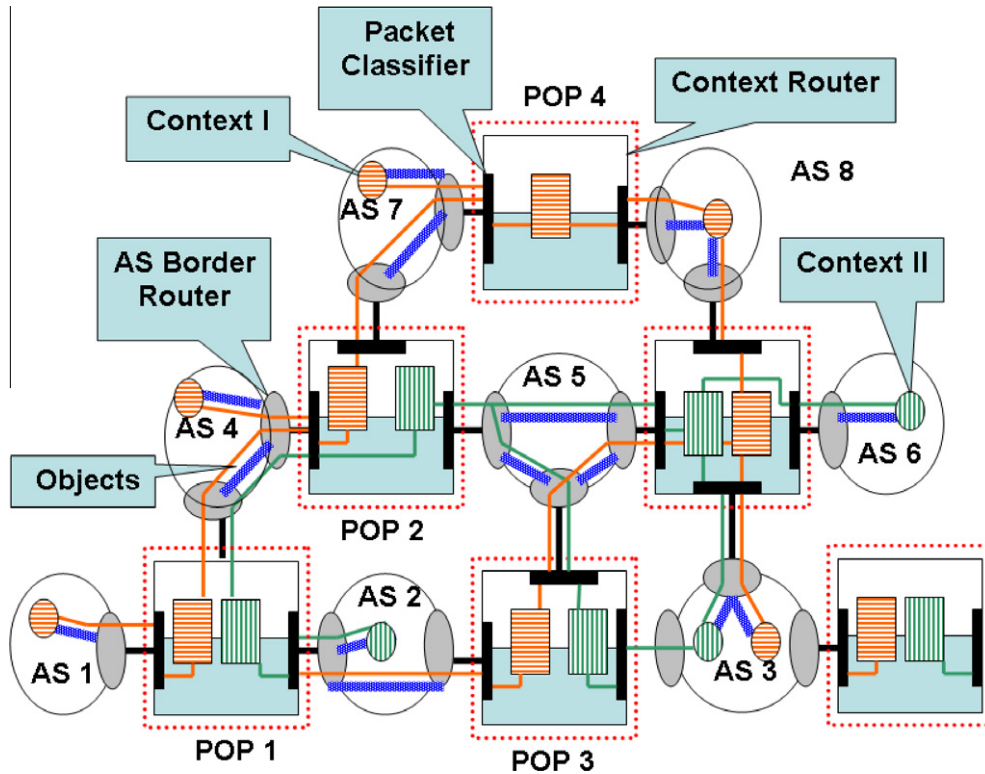 Packet
Classifier
POP 4
Context Router
Context I
AS 8
AS 7
AS Border
Router
Context II
AS 5
AS 4
AS 6
Objects
POP 2
AS 2
AS 1
AS 3
POP 1
POP 3